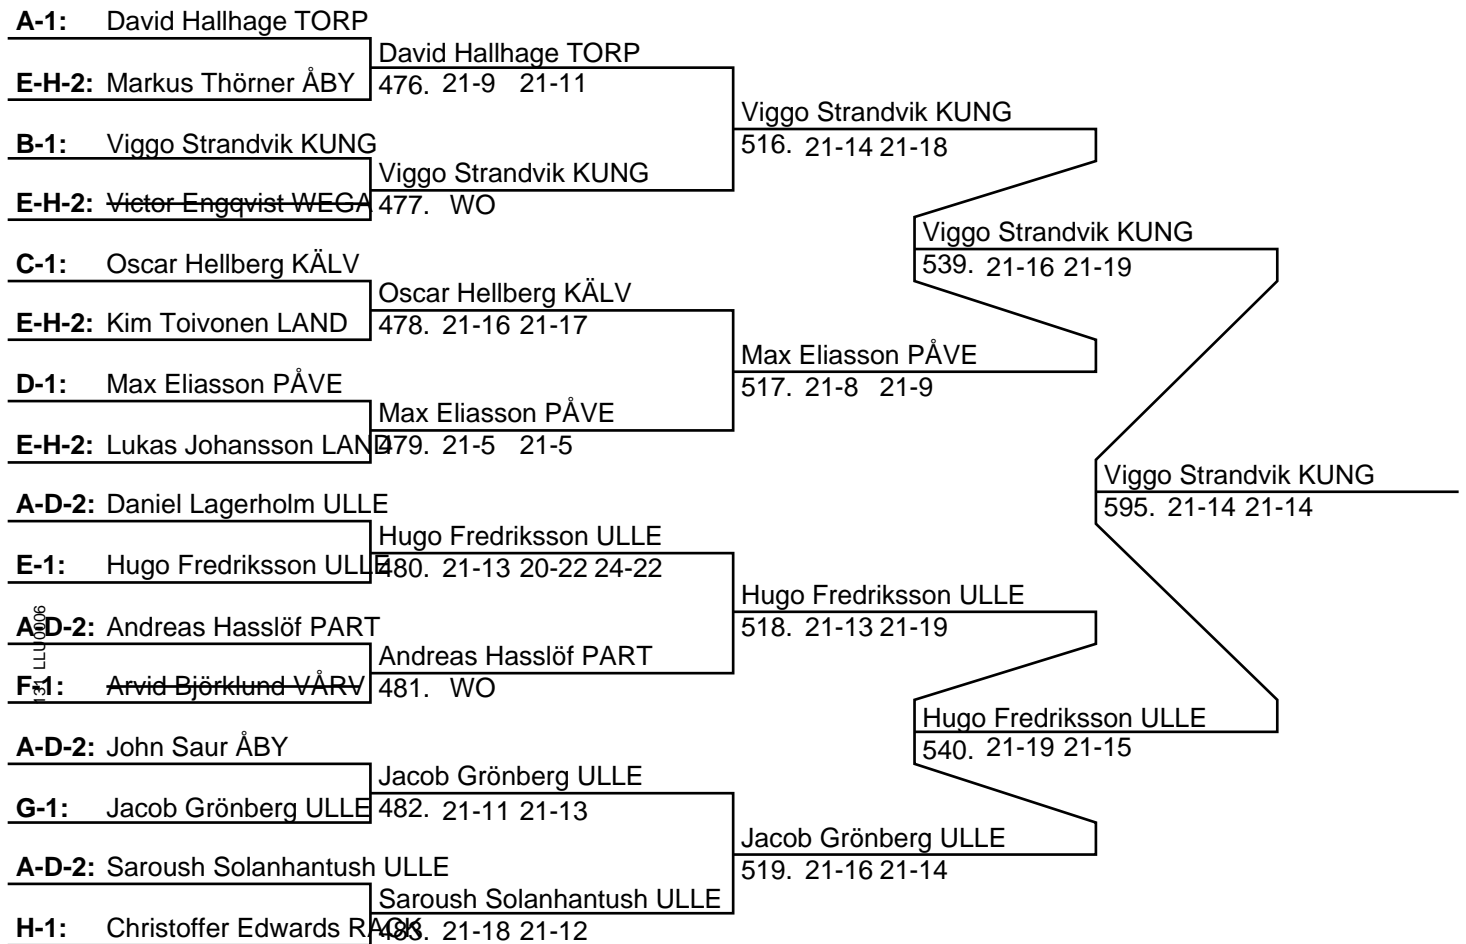 A-1: David Hallhage TORP
David Hallhage TORP
E-H-2: Markus Thörner ÅBY
476. 21-9 21-11
Viggo Strandvik KUNG
516. 21-14 21-18
B-1: Viggo Strandvik KUNG
Viggo Strandvik KUNG
E-H-2: Victor Engqvist WEGA
477. WO
Viggo Strandvik KUNG
539. 21-16 21-19
C-1: Oscar Hellberg KÄLV
Oscar Hellberg KÄLV
E-H-2: Kim Toivonen LAND
478. 21-16 21-17
Max Eliasson PÅVE
517. 21-8 21-9
D-1: Max Eliasson PÅVE
Max Eliasson PÅVE
E-H-2: Lukas Johansson LAND
479. 21-5 21-5
Viggo Strandvik KUNG
595. 21-14 21-14
A-D-2: Daniel Lagerholm ULLE
Hugo Fredriksson ULLE
E-1: Hugo Fredriksson ULLE
480. 21-13 20-22 24-22
Hugo Fredriksson ULLE
518. 21-13 21-19
A-D-2: Andreas Hasslöf PART
Andreas Hasslöf PART
F-1: Arvid Björklund VÅRV
481. WO
131 LLU0006
Hugo Fredriksson ULLE
540. 21-19 21-15
A-D-2: John Saur ÅBY
Jacob Grönberg ULLE
G-1: Jacob Grönberg ULLE
482. 21-11 21-13
Jacob Grönberg ULLE
519. 21-16 21-14
A-D-2: Saroush Solanhantush ULLE
Saroush Solanhantush ULLE
H-1: Christoffer Edwards RACK
483. 21-18 21-12